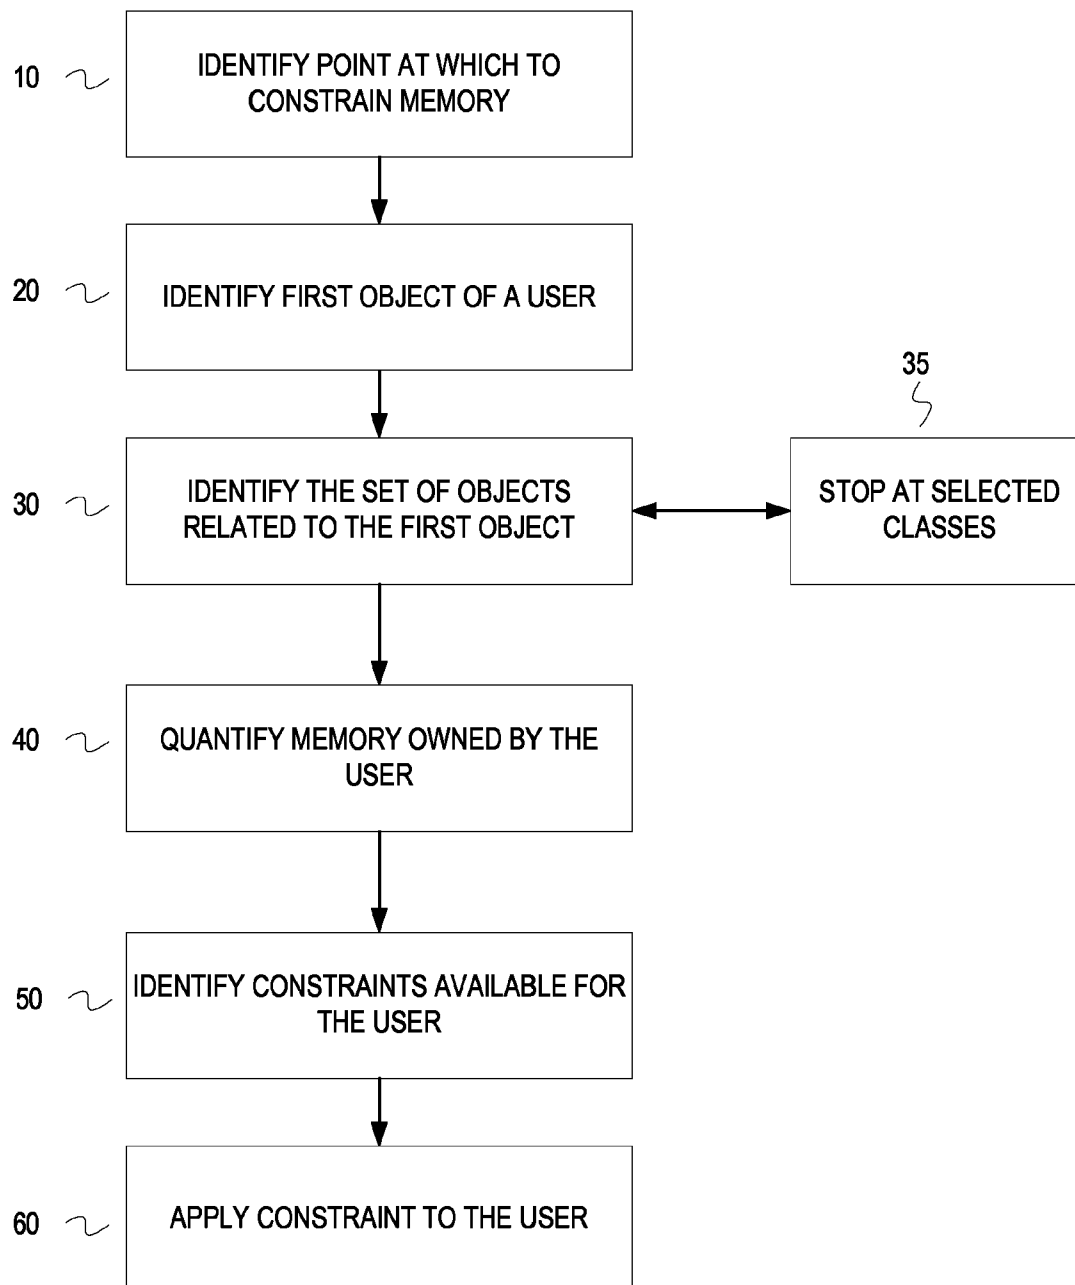 10
IDENTIFY POINT AT WHICH TO
CONSTRAIN MEMORY
20
IDENTIFY FIRST OBJECT OF A USER
35
30
IDENTIFY THE SET OF OBJECTS
RELATED TO THE FIRST OBJECT
STOP AT SELECTED
CLASSES
40
QUANTIFY MEMORY OWNED BY THE
USER
50
IDENTIFY CONSTRAINTS AVAILABLE FOR
THE USER
60
APPLY CONSTRAINT TO THE USER